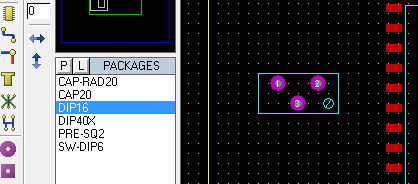 0
P L PACKAGES
CAP-RAD20
CAP20
DIP16
DIP40X
PRE-SQ2
SW-DIP6
1 2
3